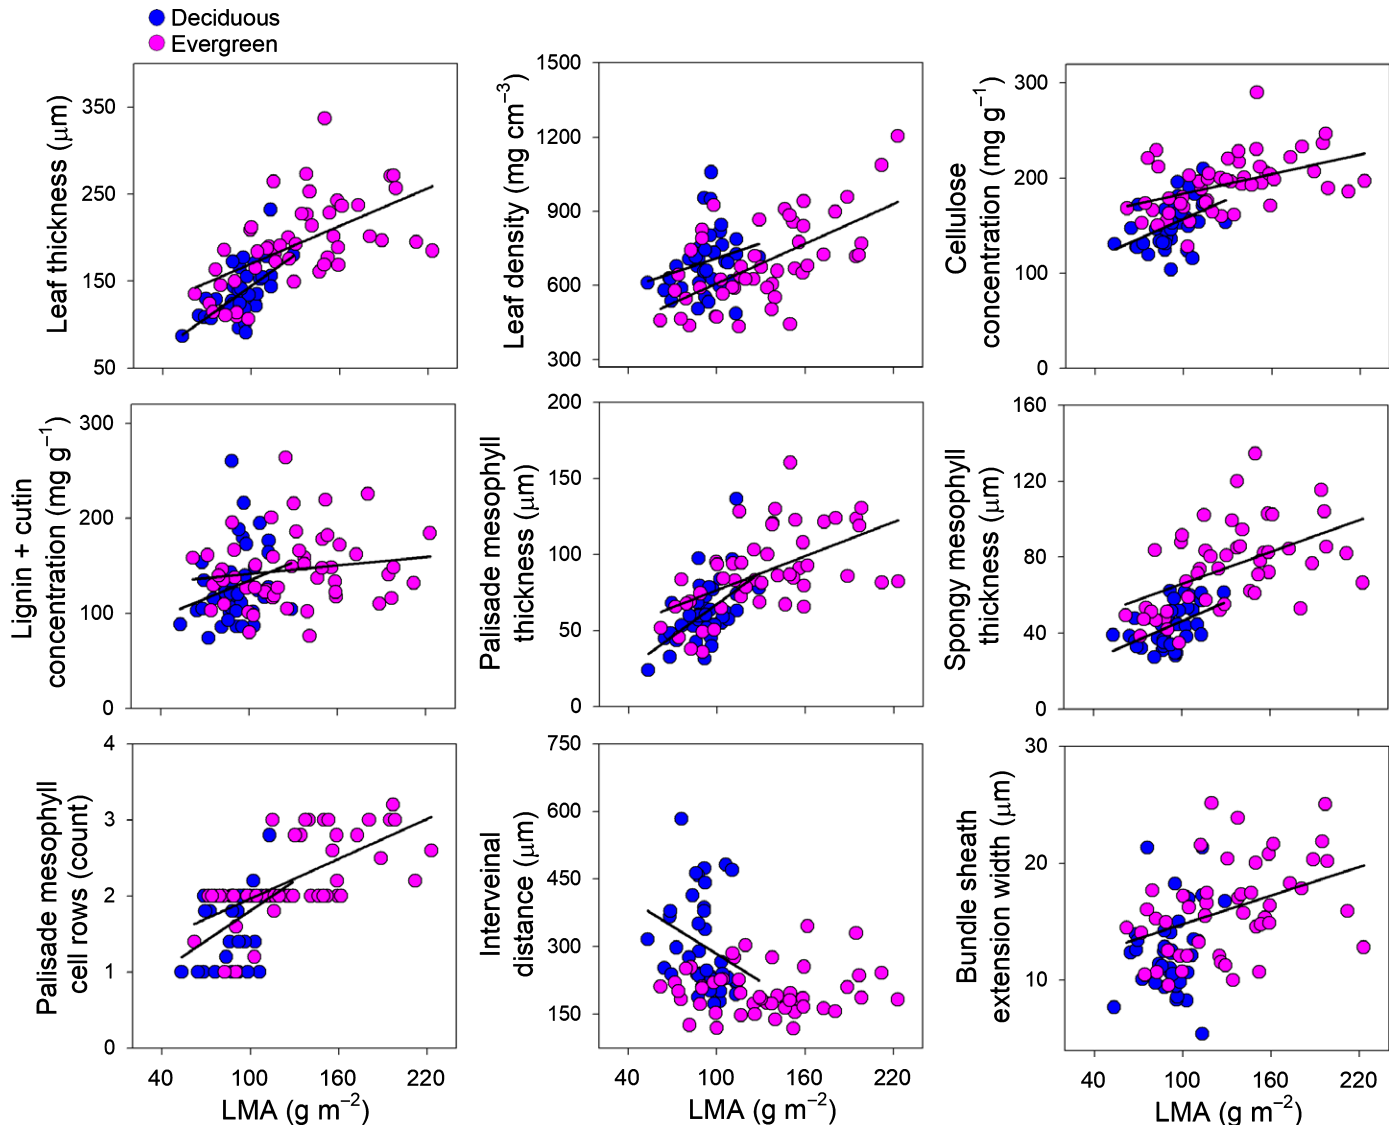 Deciduous
Evergreen
Leaf thickness (μm)
350
250
150
50
Leaf density (mg cm−3)
1500
1200
900
600
300
40
100
160
220
Cellulose
concentration (mg g−1)
300
200
100
0
Lignin + cutin
concentration (mg g−1)
300
200
100
0
Palisade mesophyll
thickness (μm)
200
150
100
50
0
Spongy mesophyll
thickness (μm)
160
120
80
40
0
Palisade mesophyll
cell rows (count)
4
3
2
1
0
40 100 160 220
LMA (g m−2)
Interveinal
distance (μm)
750
600
450
300
150
40 100 160 220
LMA (g m−2)
Bundle sheath
extension width (μm)
30
20
10
40 100 160 220
LMA (g m−2)